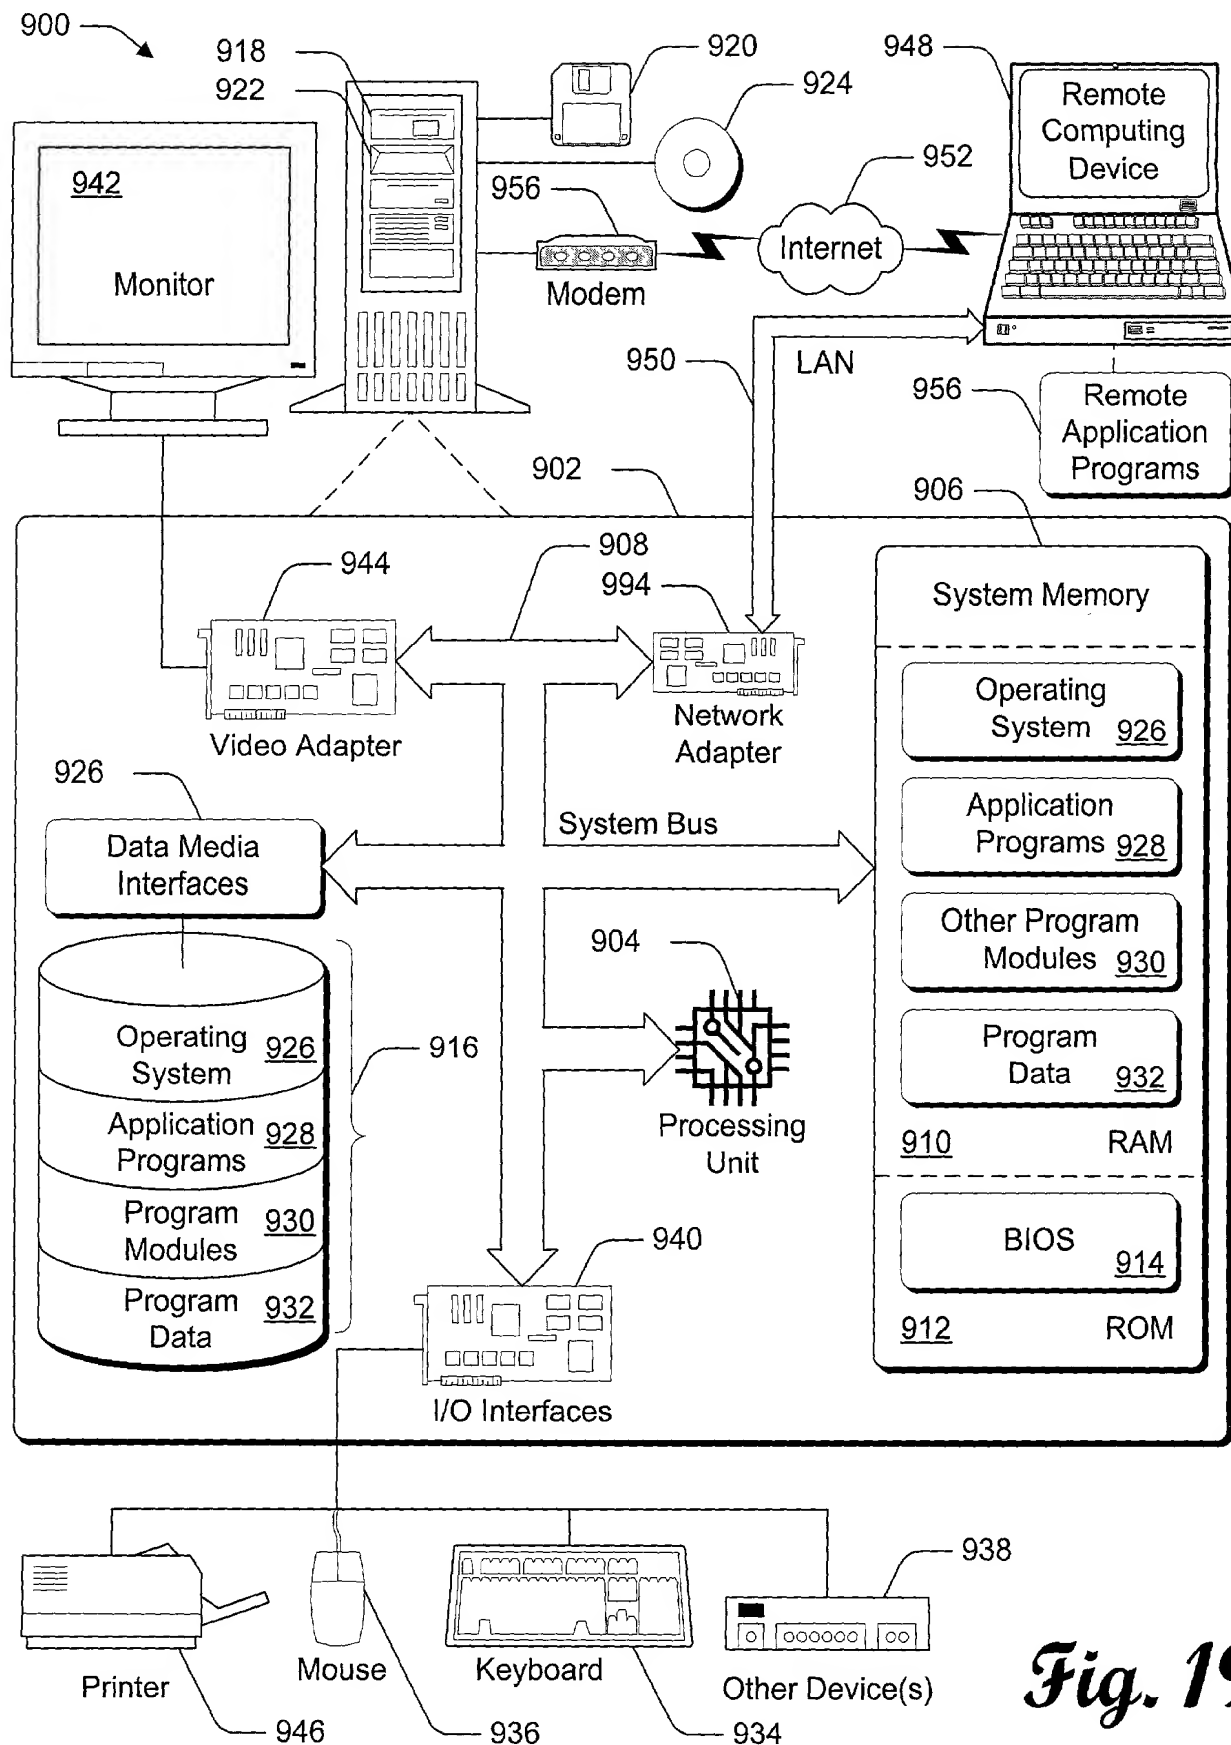 900
918
922
920
924
948
Remote
Computing
Device
942
Monitor
956
Modem
952
Internet
950
LAN
956
Remote
Application
Programs
902
906
908
944
994
Video Adapter
Network
Adapter
System Memory
Operating
System 926
Application
Programs 928
Other Program
Modules 930
Program
Data 932
910 RAM
BIOS
914
912 ROM
926
Data Media
Interfaces
System Bus
904
Processing
Unit
Operating
System 926
Application
Programs 928
Program
Modules 930
Program
Data 932
916
940
I/O Interfaces
Printer
946
Mouse
936
Keyboard
934
938
Other Device(s)
Fig. 19